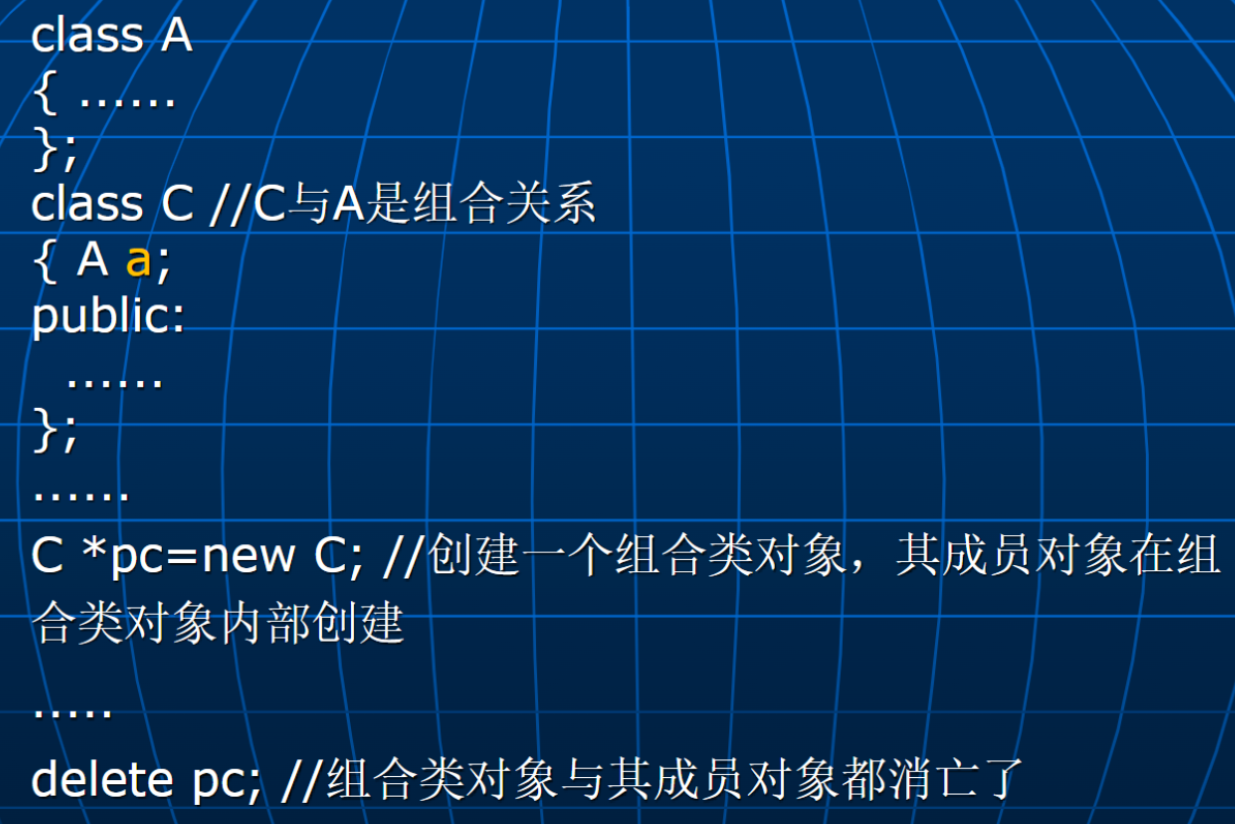 class A
{ ……
};
class C //C与A是组合关系
{ A a;
public:
……
};
……
C *pc=new C; //创建一个组合类对象，其成员对象在组
合类对象内部创建
.....
delete pc; //组合类对象与其成员对象都消亡了